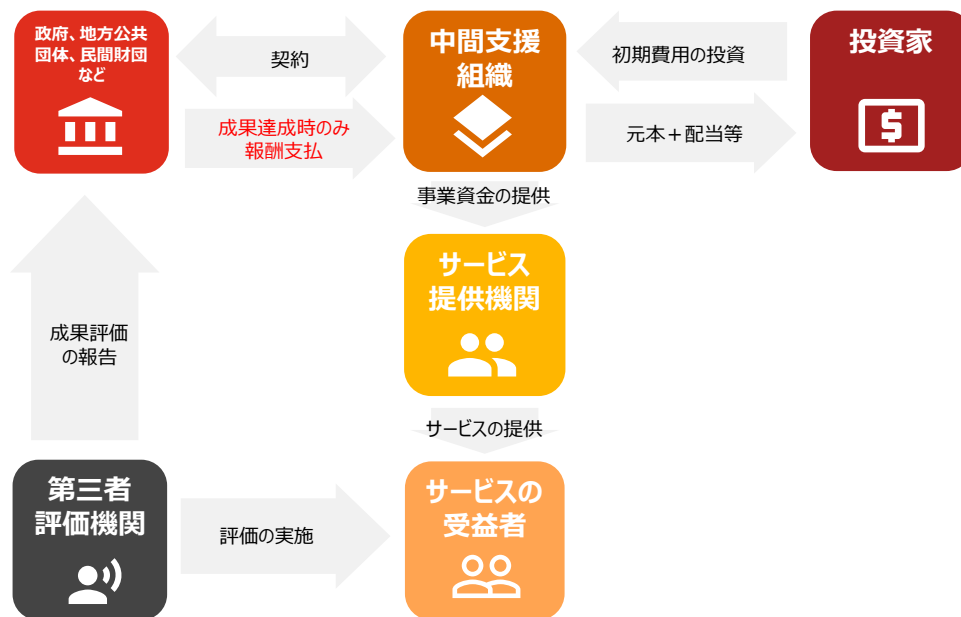 政府、地方公共
団体、民間財団
など
契約
中間支援
組織
初期費用の投資
投資家
成果達成時のみ
報酬支払
元本＋配当等
$
事業資金の提供
サービス
提供機関
成果評価
の報告
サービスの提供
第三者
評価機関
評価の実施
サービスの
受益者